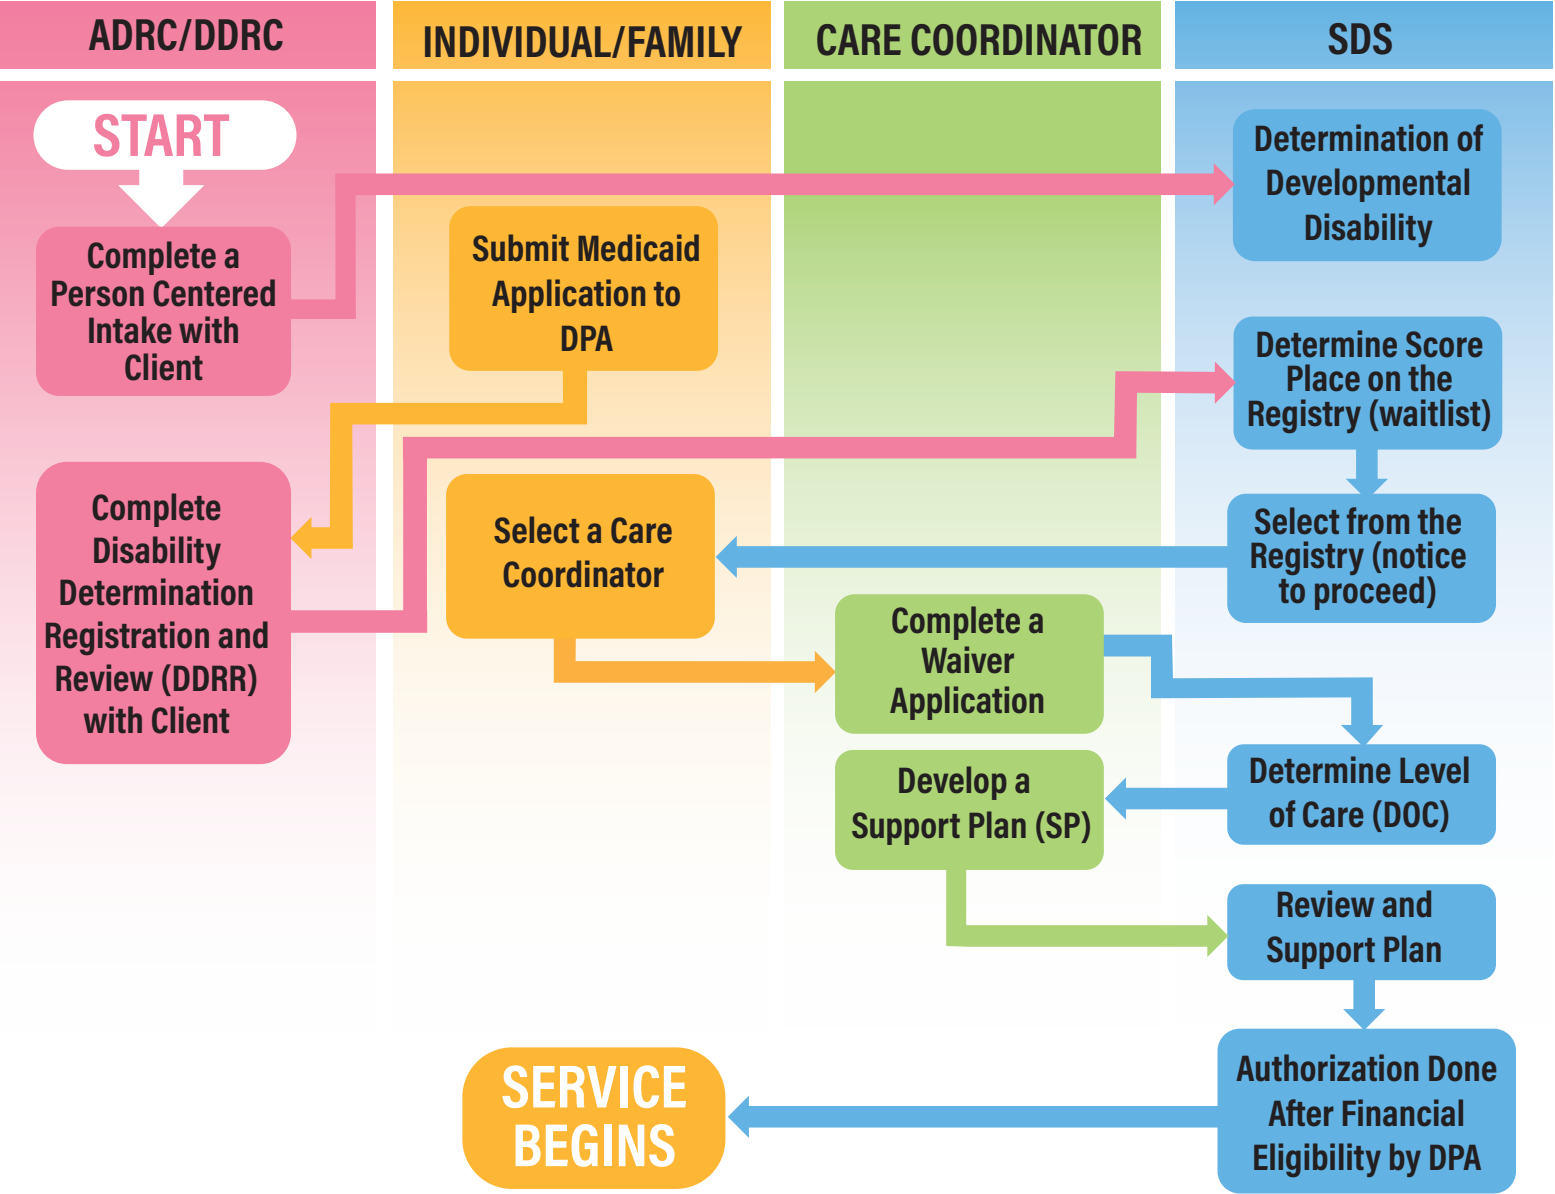 ADRC/DDRC
INDIVIDUAL/FAMILY
CARE COORDINATOR
SDS
START
Complete a
Person Centered
Intake with
Client
Determination of
Developmental
Disability
Submit Medicaid
Application to
DPA
Complete
Disability
Determination
Registration and
Review (DDRR)
with Client
Determine Score
Place on the
Registry (waitlist)
Select from the
Registry (notice
to proceed)
Select a Care
Coordinator
Complete a
Waiver
Application
Determine Level
of Care (DOC)
Develop a
Support Plan (SP)
Review and
Support Plan
Authorization Done
After Financial
Eligibility by DPA
SERVICE
BEGINS